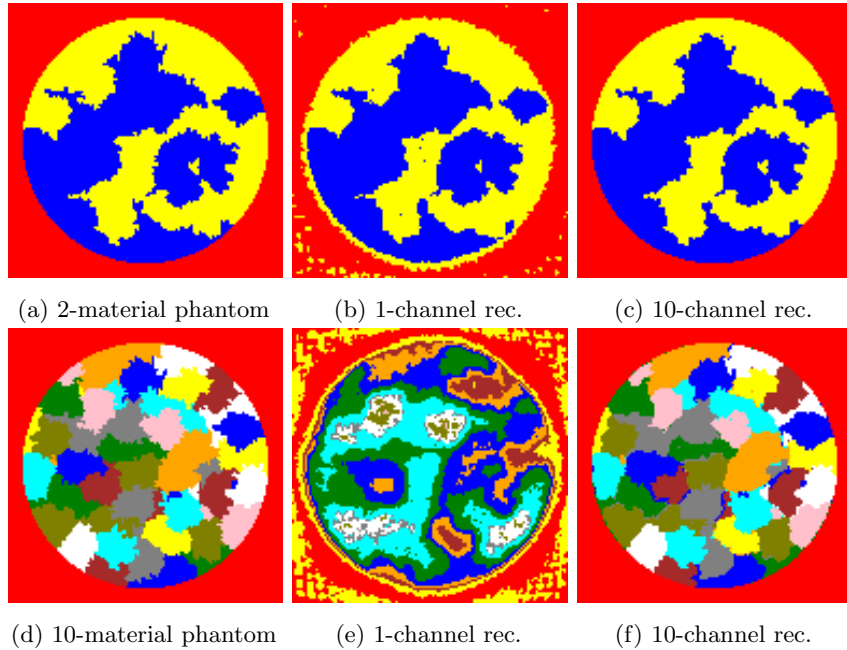 (a) 2-material phantom
(b) 1-channel rec.
(c) 10-channel rec.
(d) 10-material phantom
(e) 1-channel rec.
(f) 10-channel rec.